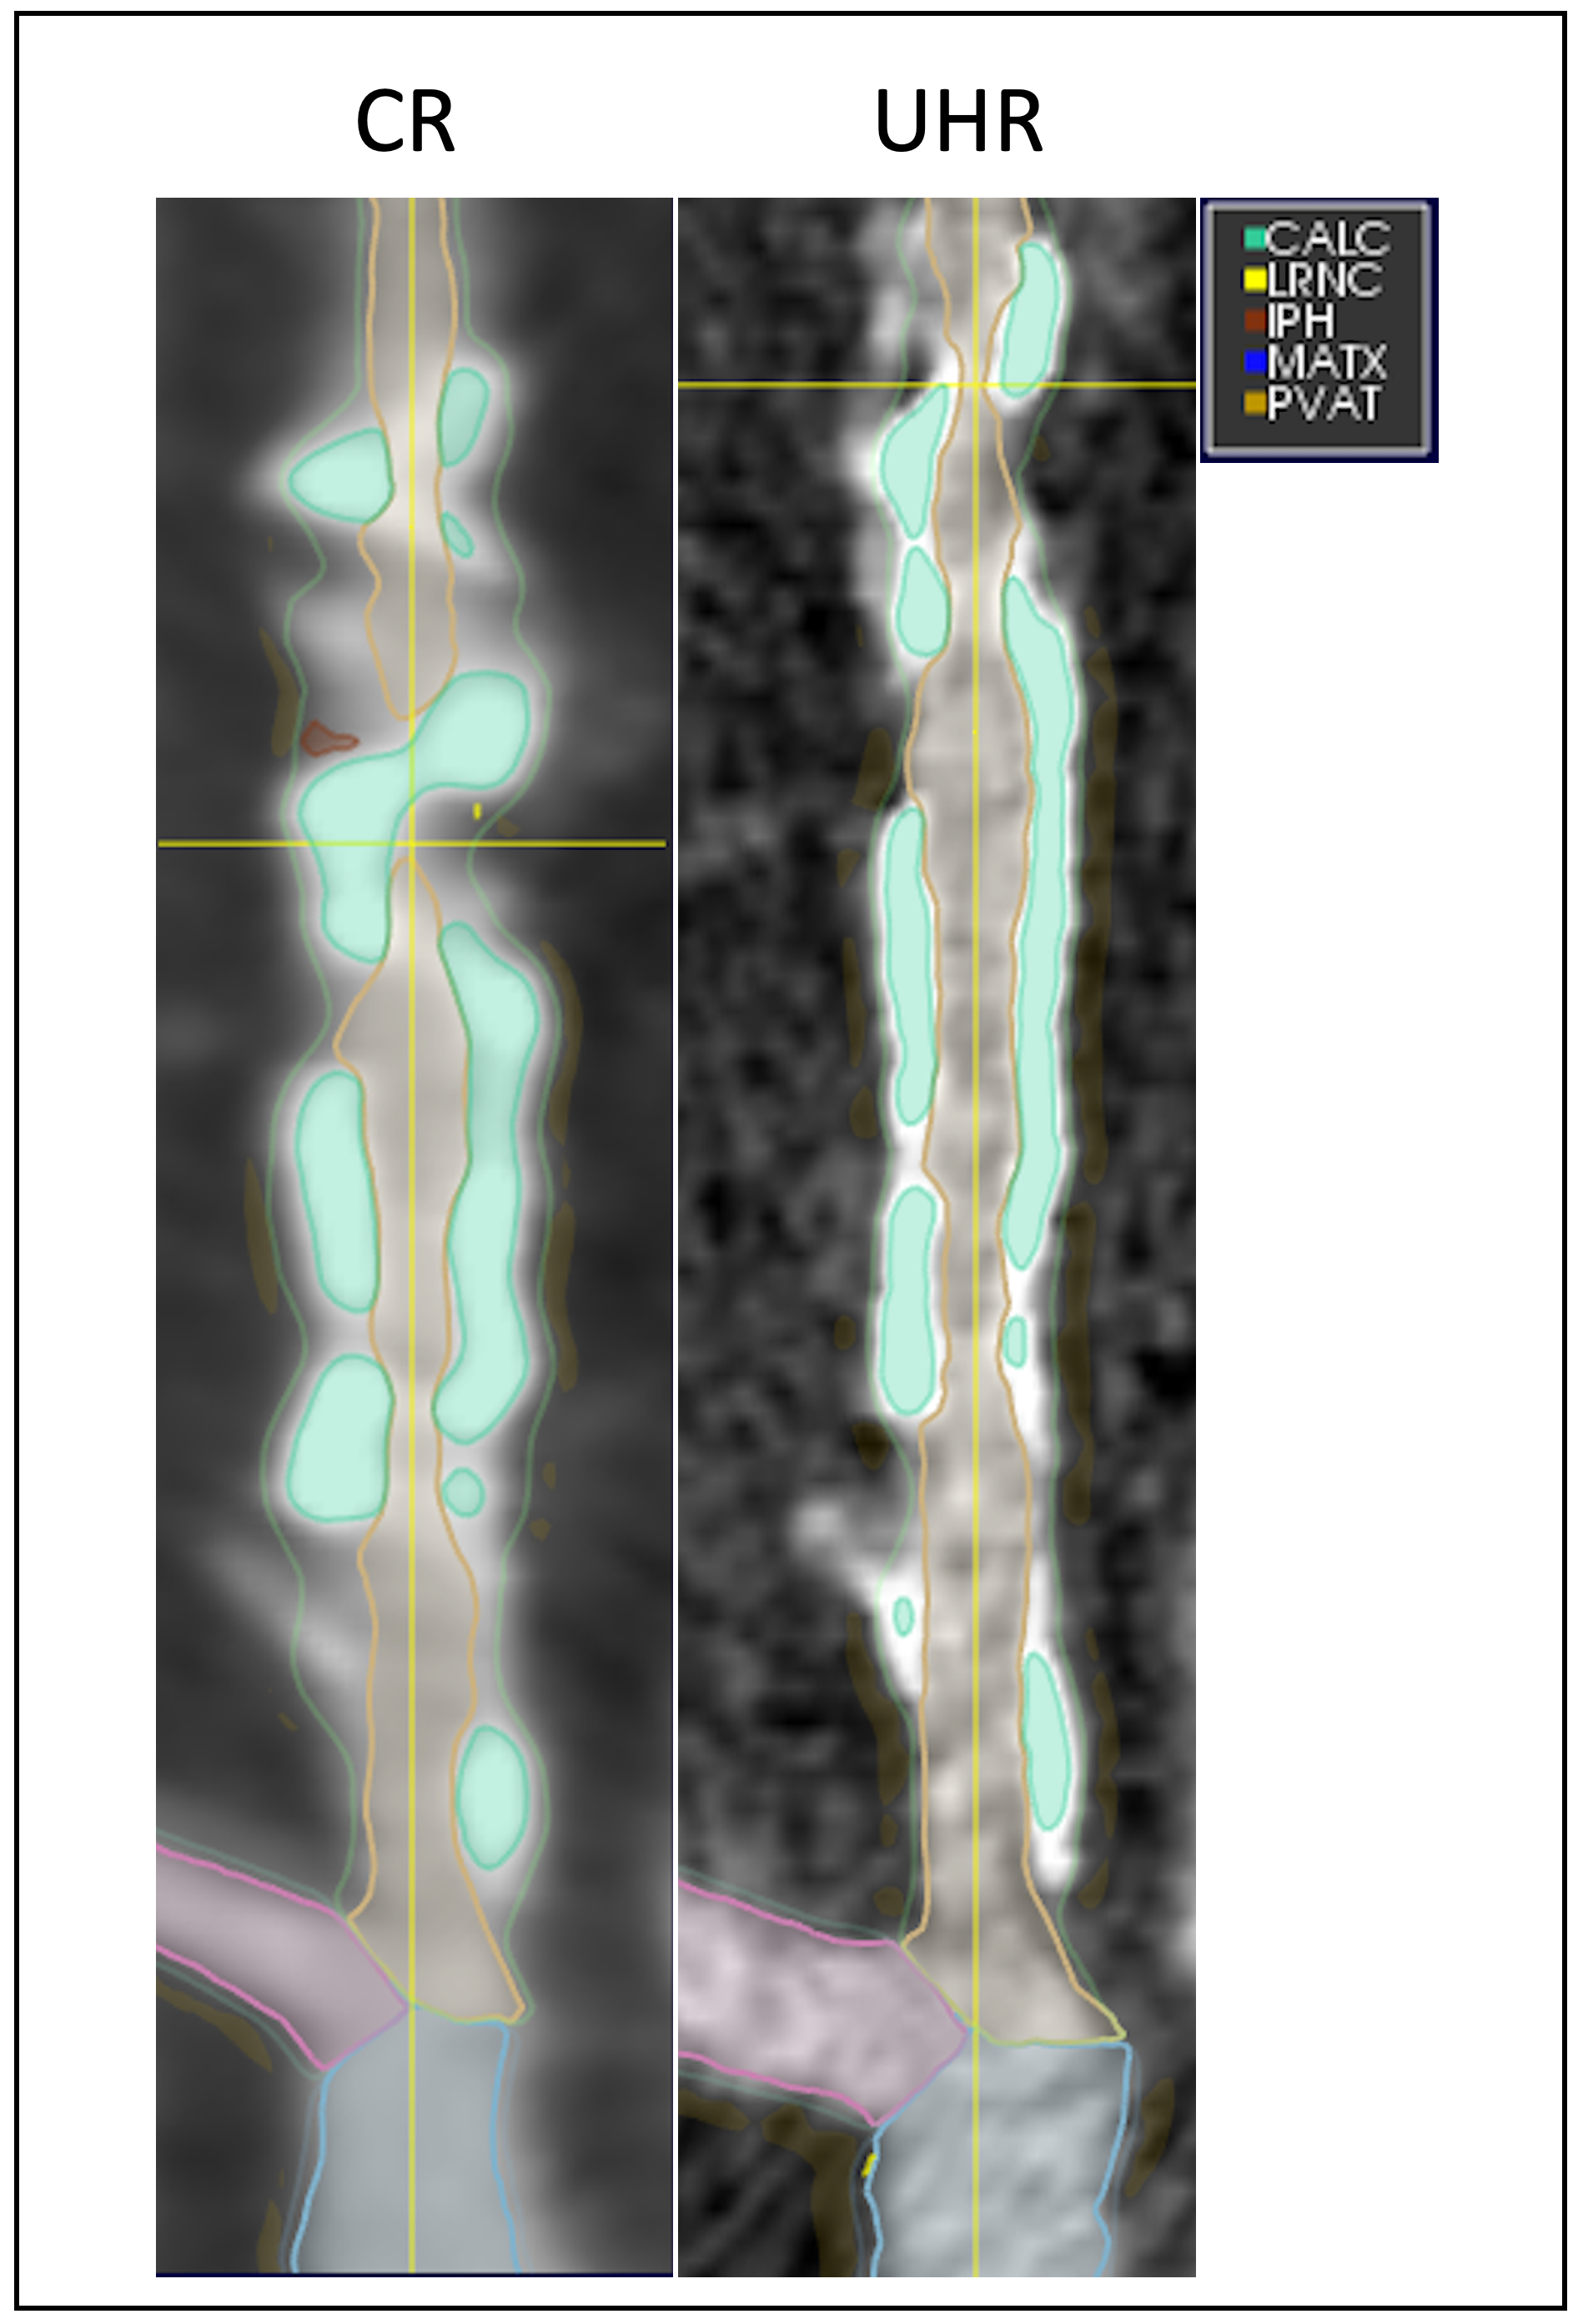 CR
UHR
CALC
LRNC
IPH
MATX
PVAT